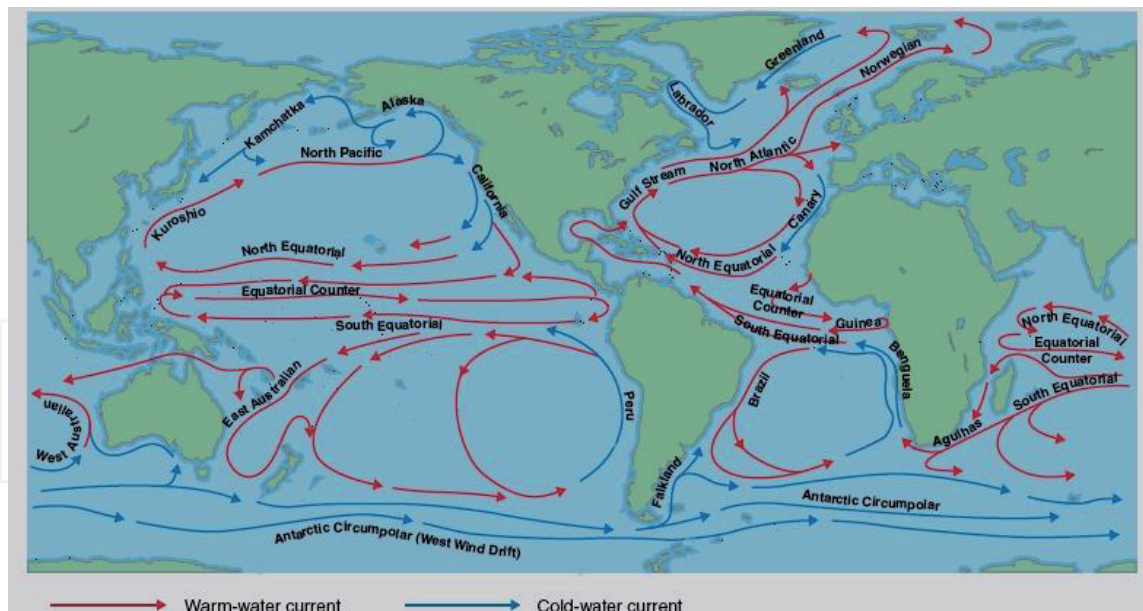 Greenland
Norwegian
Labrador
Alaska
Kamchatka
North Pacific
North Atlantic
Gulf Stream
California
Canary
Kuroshio
North Equatorial
North Equatorial
Equatorial Counter
Equatorial
Counter
South Equatorial
South Equatorial
Guinea
North Equatorial
Equatorial
Counter
South Equatorial
East Australian
West Australian
Peru
Brazil
Benguela
Agulhas
Falkland
Antarctic Circumpolar
Antarctic Circumpolar (West Wind Drift)
Warm-water current
Cold-water current